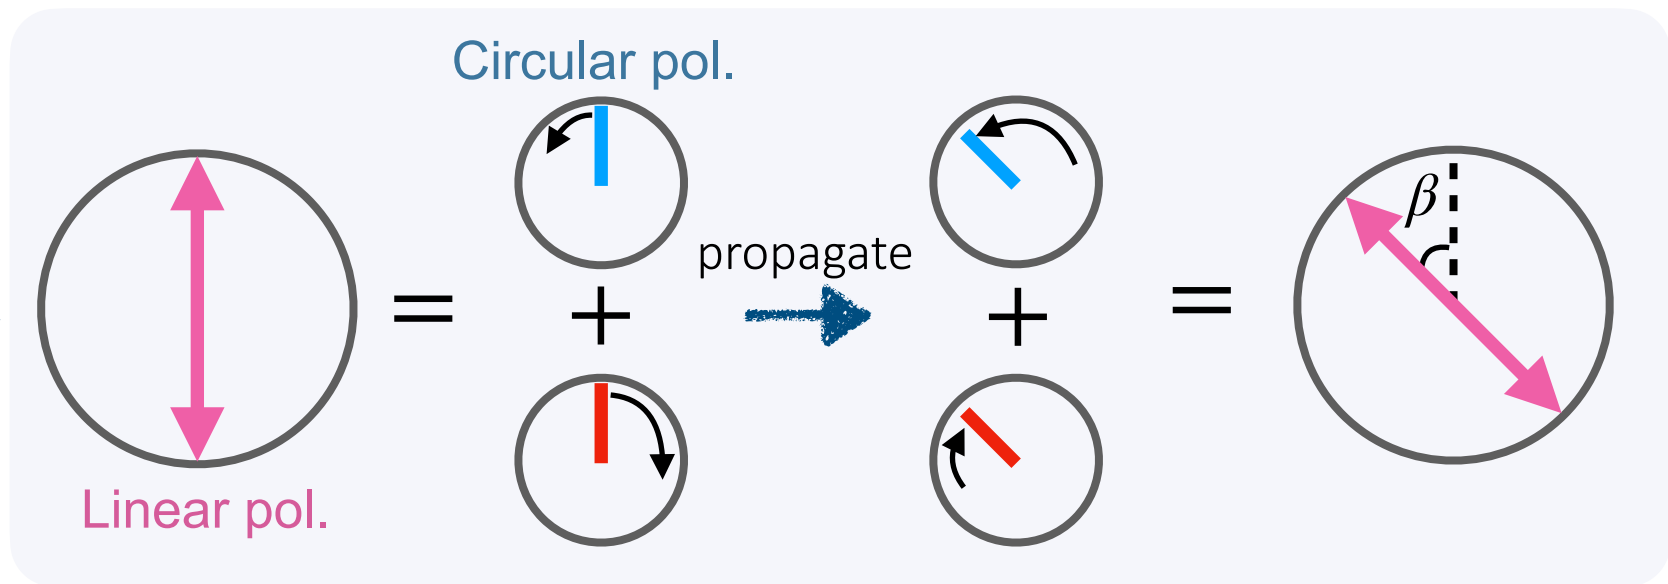 Circular pol.
propagate
=
+
+
=
β
Linear pol.